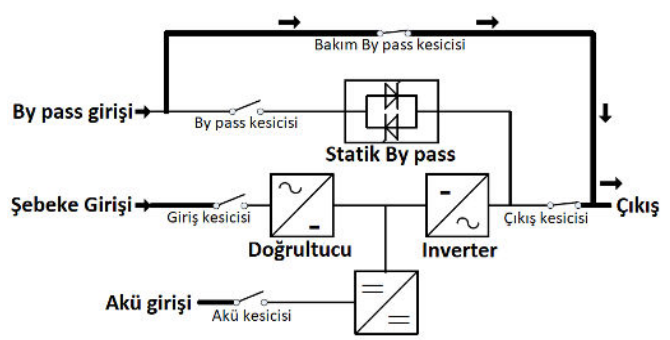 Bakım By pass kesicisi
By pass girişi
By pass kesicisi
Statik By pass
Şebeke Girişi
Giriş kesicisi
Doğrultucu
Inverter
Çıkış kesicisi
Çıkış
Akü girişi
Akü kesicisi